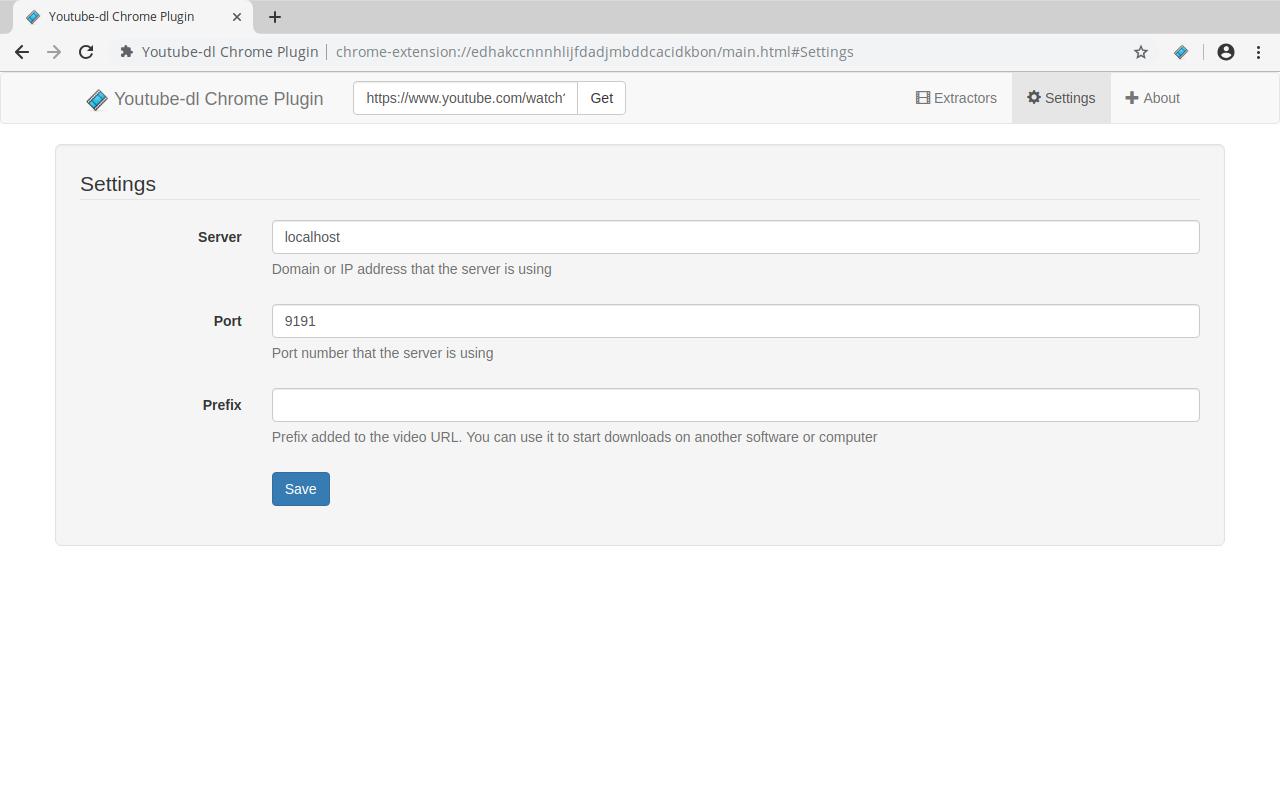 Youtube-dl Chrome Plugin
Youtube-dl Chrome Plugin | chrome-extension://edhakccnnnhlijfdadjmbddcacidkbon/main.html#Settings
Youtube-dl Chrome Plugin https://www.youtube.com/watch Get Extractors Settings About
Settings
Server localhost
Domain or IP address that the server is using
Port 9191
Port number that the server is using
Prefix
Prefix added to the video URL. You can use it to start downloads on another software or computer
Save